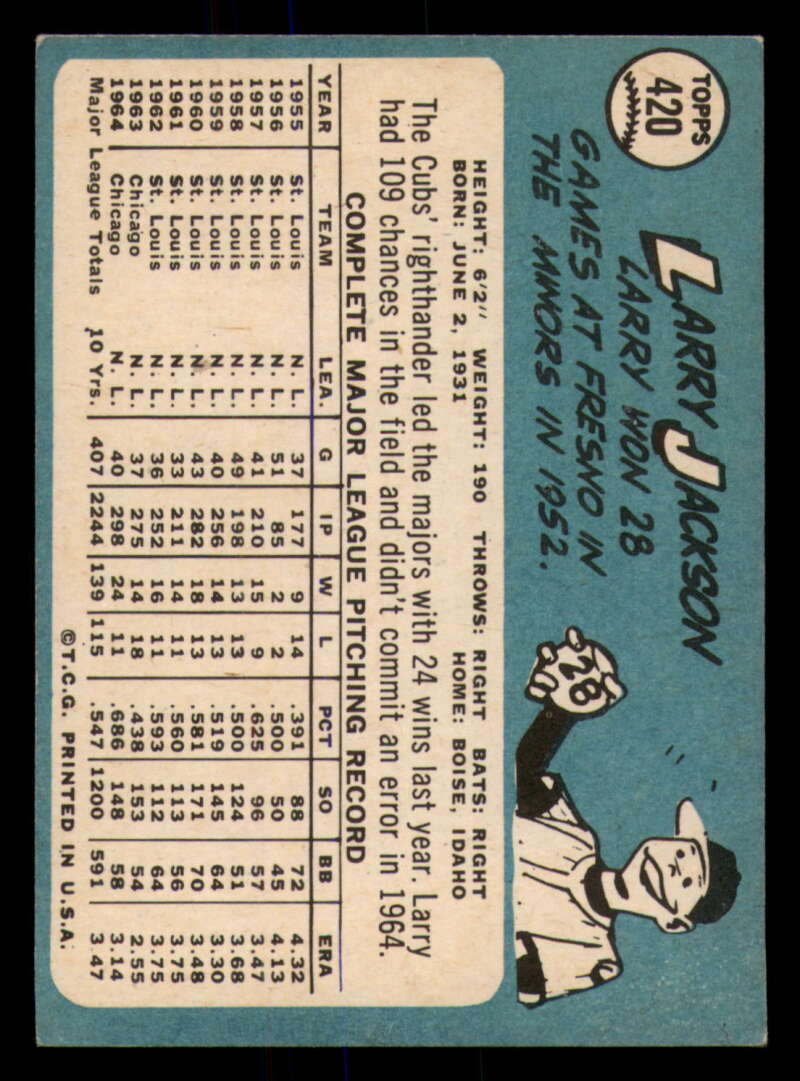 TOPPS
420
LARRY JACKSON
LARRY WON 28
GAMES AT FRESNO IN
THE MINORS IN 1952.
28
HEIGHT: 6'2" WEIGHT: 190 THROWS: RIGHT BATS: RIGHT
BORN: JUNE 2, 1931 HOME: BOISE, IDAHO
The Cubs' righthander led the majors with 24 wins last year. Larry
had 109 chances in the field and didn't commit an error in 1964.
COMPLETE MAJOR LEAGUE PITCHING RECORD
YEAR TEAM LEA. G IP W L PCT SO BB ERA
1955 St. Louis N. L. 37 177 9 14 .391 88 72 4.32
1956 St. Louis N. L. 51 85 2 2 .500 50 45 4.13
1957 St. Louis N. L. 41 210 15 9 .625 96 57 3.47
1958 St. Louis N. L. 49 198 13 13 .500 124 51 3.68
1959 St. Louis N. L. 40 256 14 13 .519 145 64 3.30
1960 St. Louis N. L. 43 282 18 13 .581 171 70 3.48
1961 St. Louis N. L. 33 211 14 11 .560 113 56 3.75
1962 St. Louis N. L. 36 252 16 11 .593 112 64 3.75
1963 Chicago N. L. 37 275 14 18 .438 153 54 2.55
1964 Chicago N. L. 40 298 24 11 .686 148 58 3.14
Major League Totals 10 Yrs. 407 2244 139 115 .547 1200 591 3.47
©T.C.G. PRINTED IN U.S.A.